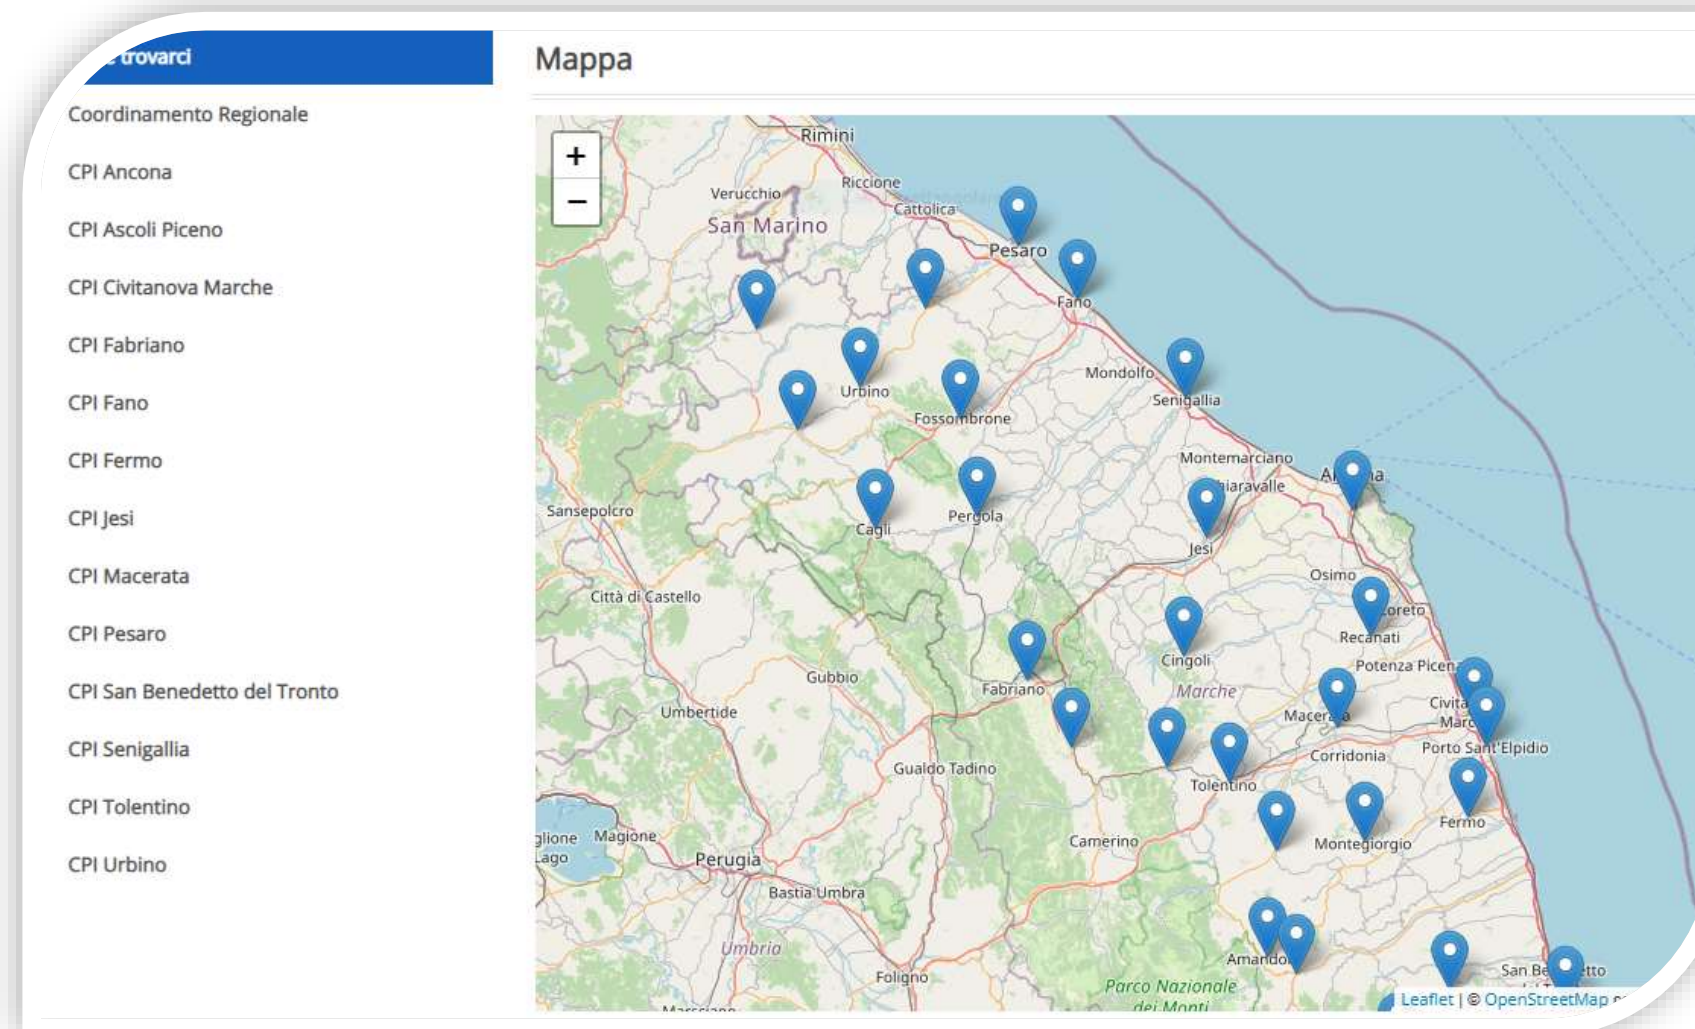 trovarci
Coordinamento Regionale
CPI Ancona
CPI Ascoli Piceno
CPI Civitanova Marche
CPI Fabriano
CPI Fano
CPI Fermo
CPI Jesi
CPI Macerata
CPI Pesaro
CPI San Benedetto del Tronto
CPI Senigallia
CPI Tolentino
CPI Urbino
Mappa
+
−
Rimini
Riccione
Verucchio
Cattolica
San Marino
Pesaro
Fano
Mondolfo
Urbino
Senigallia
Fossombrone
Montemarciano
Sansepolcro
Pergola
Cagli
Jesi
Osimo
Città di Castello
Recanati
Cingoli
Gubbio
Fabriano
Marche
Umbertide
Porto Sant'Elpidio
Corridonia
Gualdo Tadino
Tolentino
Fermo
Magione
Camerino
Montegiorgio
Perugia
Bastia Umbra
Umbria
Foligno
Parco Nazionale
dei Monti
Leaflet | © OpenStreetMap